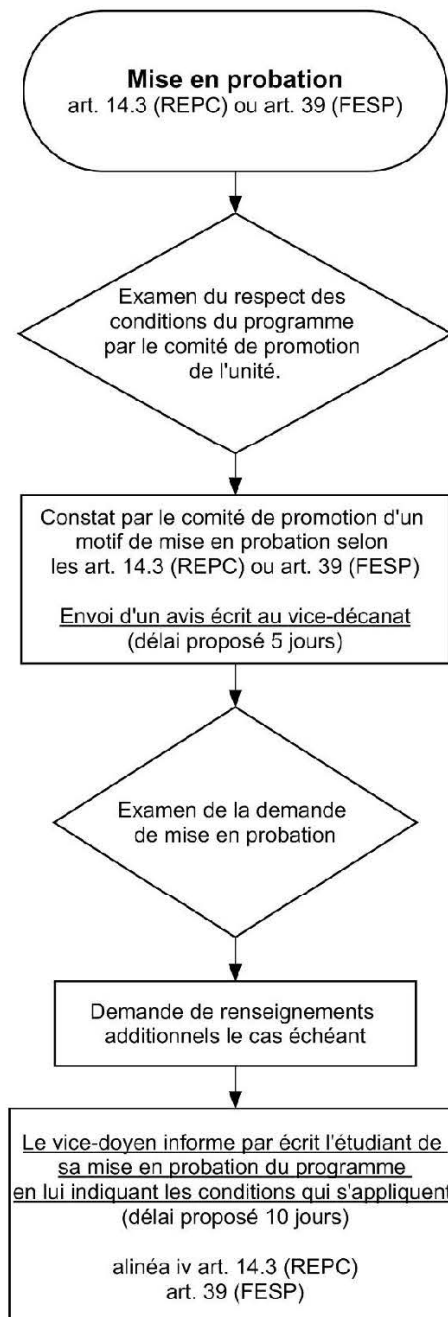 Mise en probation
art. 14.3 (REPC) ou art. 39 (FESP)
Examen du respect des
conditions du programme
par le comité de promotion
de l'unité.
Constat par le comité de promotion d'un
motif de mise en probation selon
les art. 14.3 (REPC) ou art. 39 (FESP)
Envoi d'un avis écrit au vice-décanat
(délai proposé 5 jours)
Examen de la demande
de mise en probation
Demande de renseignements
additionnels le cas échéant
Le vice-doyen informe par écrit l'étudiant de
sa mise en probation du programme
en lui indiquant les conditions qui s'appliquent
(délai proposé 10 jours)
alinéa iv art. 14.3 (REPC)
art. 39 (FESP)